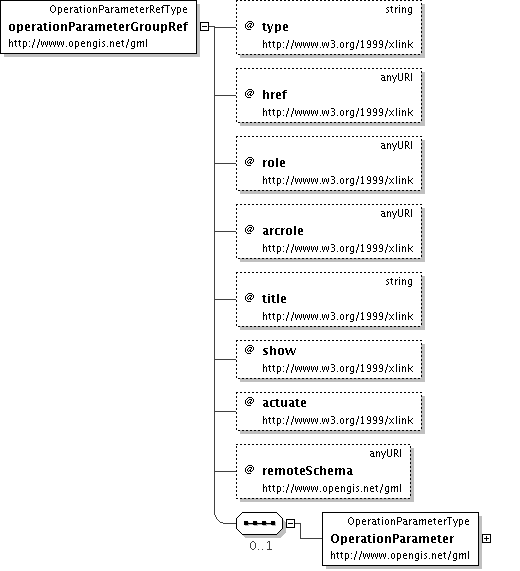 OperationParameterRefType
operationParameterGroupRef
http://www.opengis.net/gml
string
@ type
http://www.w3.org/1999/xlink
anyURI
@ href
http://www.w3.org/1999/xlink
anyURI
@ role
http://www.w3.org/1999/xlink
anyURI
@ arcrole
http://www.w3.org/1999/xlink
string
@ title
http://www.w3.org/1999/xlink
@ show
http://www.w3.org/1999/xlink
@ actuate
http://www.w3.org/1999/xlink
anyURI
@ remoteSchema
http://www.opengis.net/gml
0..1
OperationParameterType
OperationParameter
http://www.opengis.net/gml